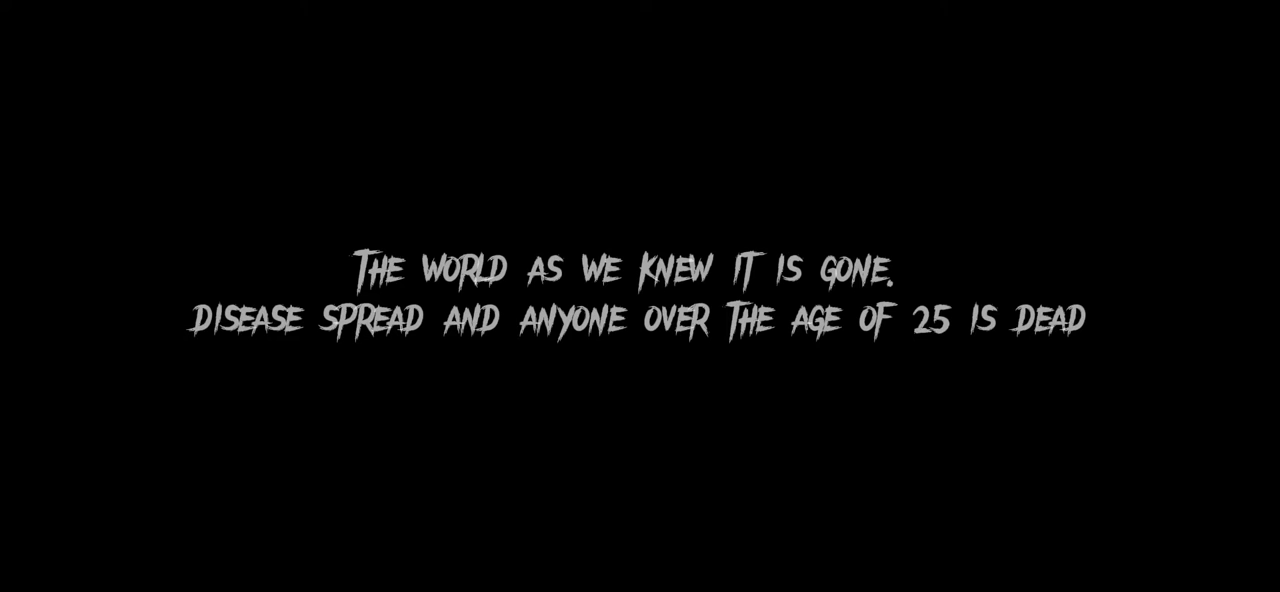 The world as we knew it is gone.
Disease spread and anyone over the age of 25 is dead